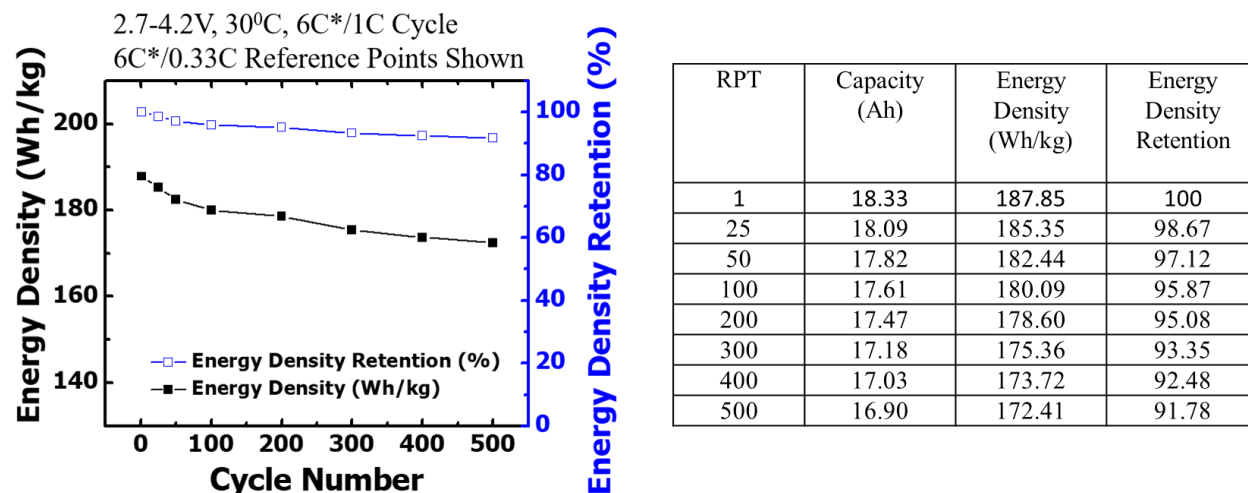 2.7-4.2V, 30⁰C, 6C*/1C Cycle
6C*/0.33C Reference Points Shown
Energy Density (Wh/kg)
200
180
160
140
Energy Density Retention (%)
Energy Density (Wh/kg)
0 100 200 300 400 500
Cycle Number
100
80
60
40
20
0
Energy Density Retention (%)
RPT Capacity (Ah) Energy Density (Wh/kg) Energy Density Retention
1 18.33 187.85 100
25 18.09 185.35 98.67
50 17.82 182.44 97.12
100 17.61 180.09 95.87
200 17.47 178.60 95.08
300 17.18 175.36 93.35
400 17.03 173.72 92.48
500 16.90 172.41 91.78